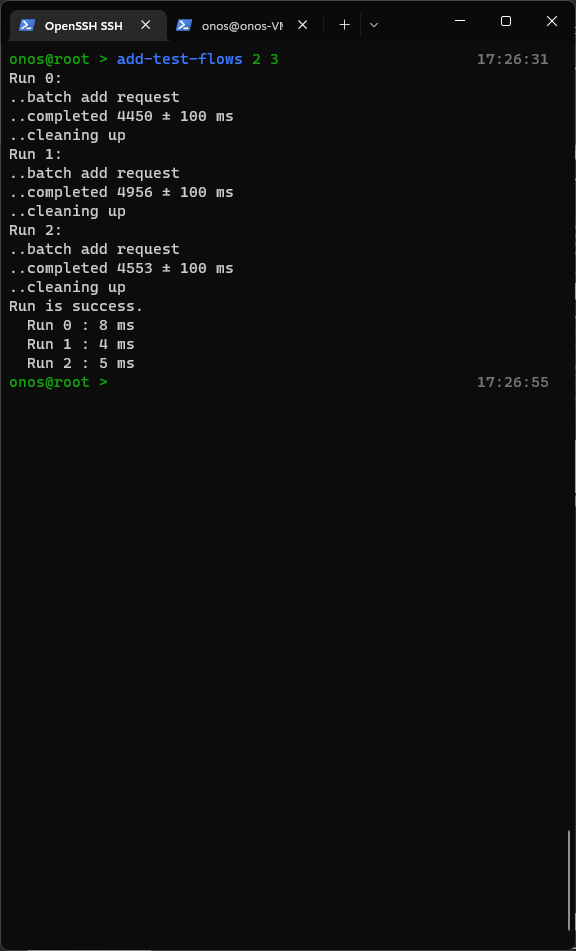 OpenSSH SSH
onos@onos-VM
onos@root > add-test-flows 2 3 17:26:31
Run 0:
..batch add request
..completed 4450 ± 100 ms
..cleaning up
Run 1:
..batch add request
..completed 4956 ± 100 ms
..cleaning up
Run 2:
..batch add request
..completed 4553 ± 100 ms
..cleaning up
Run is success.
Run 0 : 8 ms
Run 1 : 4 ms
Run 2 : 5 ms
onos@root > 17:26:55